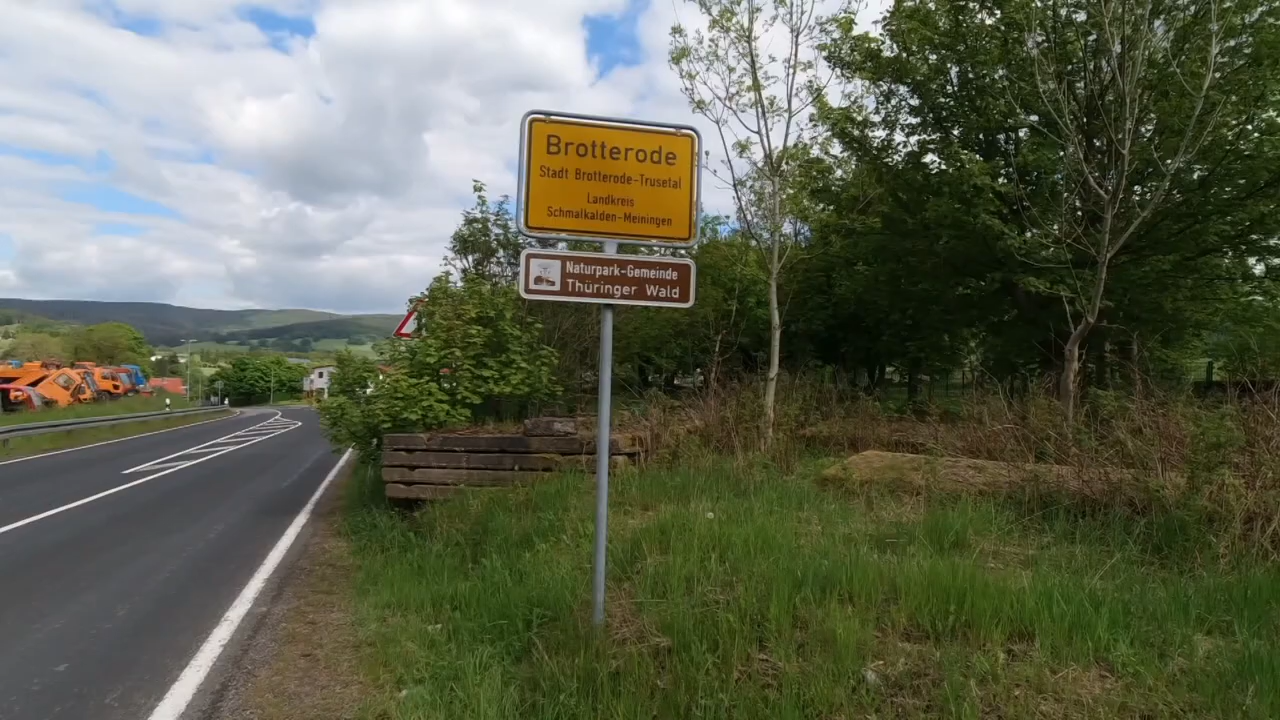 Brotterode
Stadt Brotterode-Trusetal
Landkreis
Schmalkalden-Meiningen
Naturpark-Gemeinde
Thüringer Wald